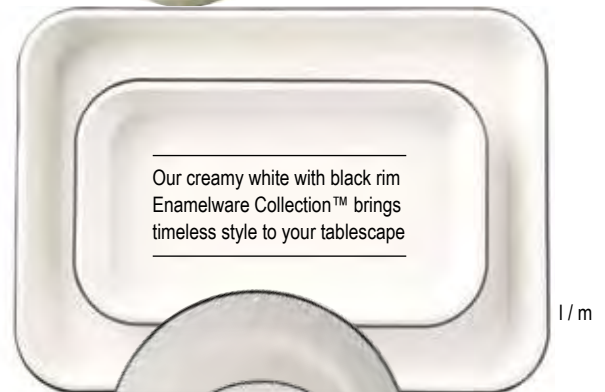 Our creamy white with black rim
Enamelware Collection™ brings
timeless style to your tablescape
l / m